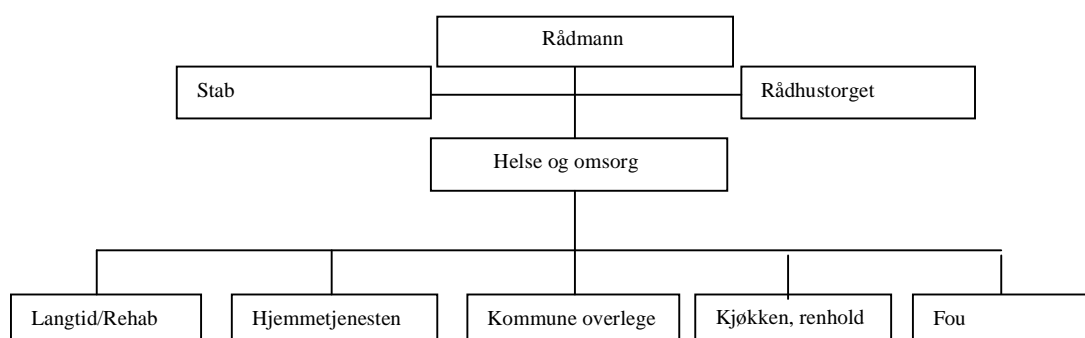 Rådmann
Stab
Rådhustorget
Helse og omsorg
Langtid/Rehab
Hjemmetjenesten
Kommune overlege
Kjøkken, renhold
Fou